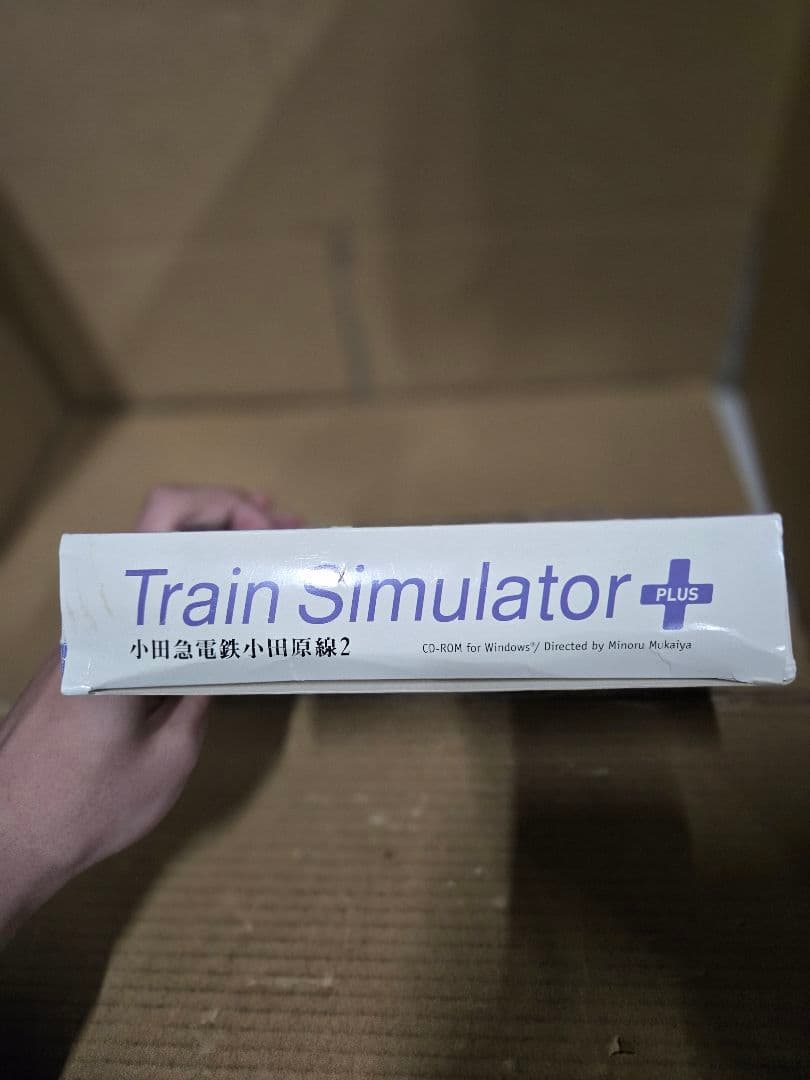 Train Simulator PLUS
小田急電鉄小田原線2
CD-ROM for Windows®/ Directed by Minoru Mukaiya